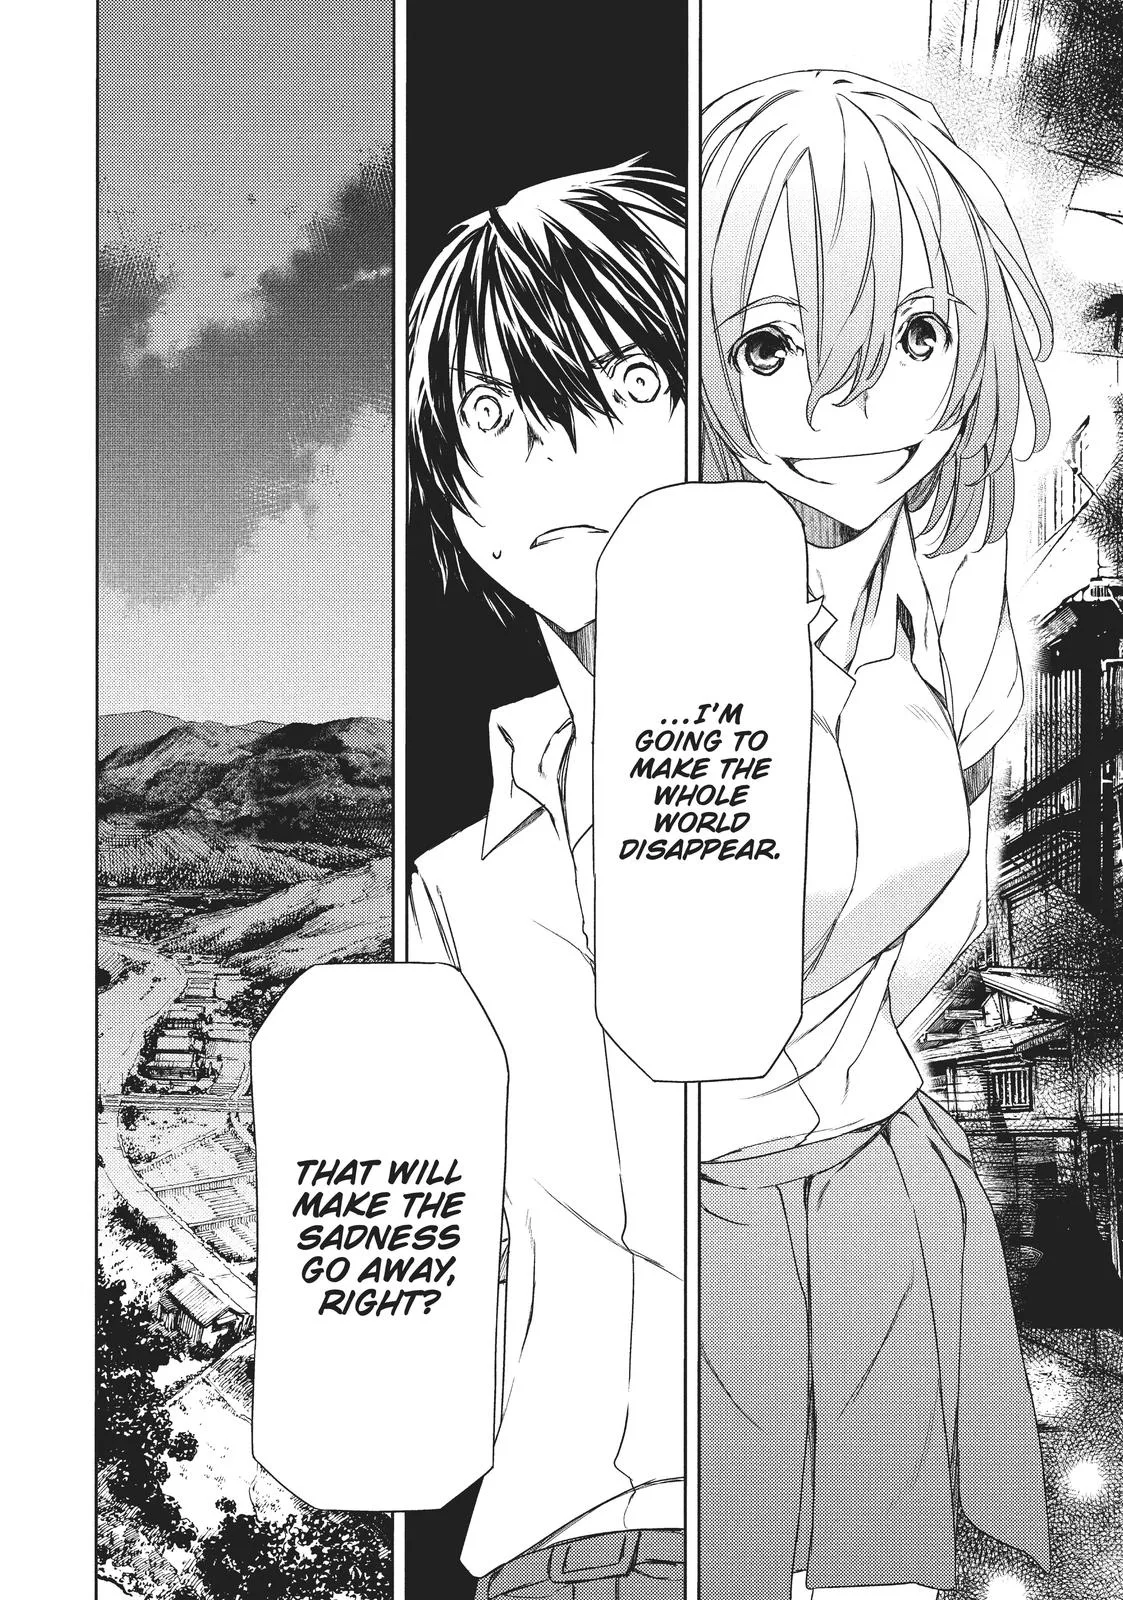 ...I'M
GOING TO
MAKE THE
WHOLE
WORLD
DISAPPEAR.
THAT WILL
MAKE THE
SADNESS
GO AWAY,
RIGHT?